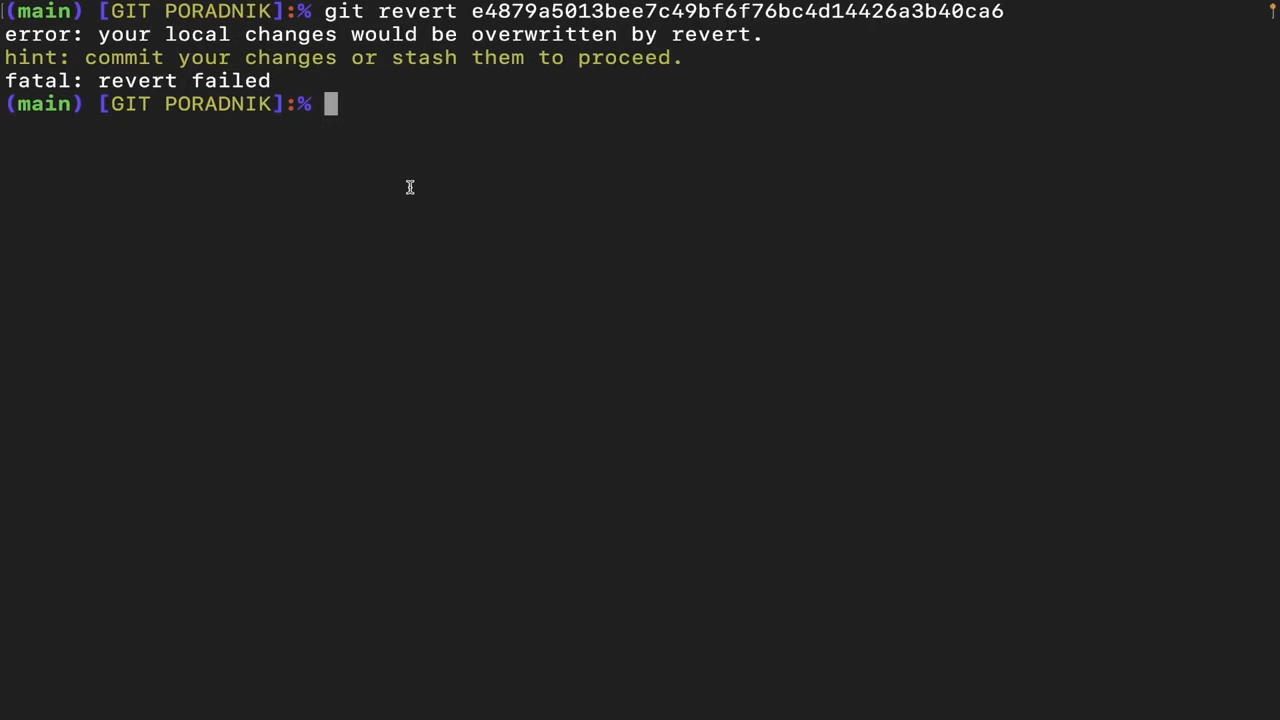 (main) [GIT PORADNIK]:% git revert e4879a5013bee7c49bf6f76bc4d14426a3b40ca6
error: your local changes would be overwritten by revert.
hint: commit your changes or stash them to proceed.
fatal: revert failed
(main) [GIT PORADNIK]:%